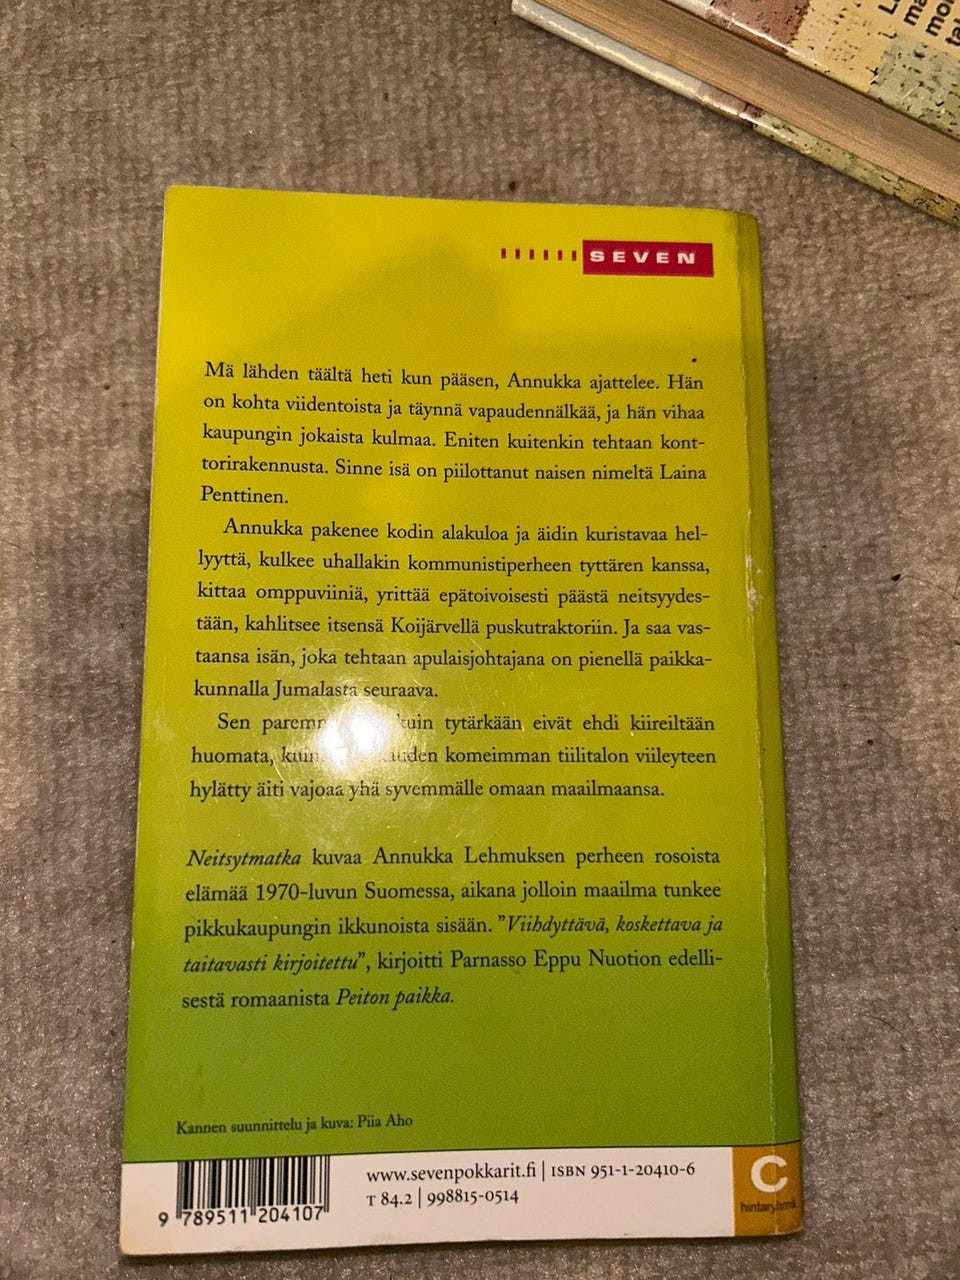 SEVEN
Mä lähden täältä heti kun pääsen, Annukka ajattelee. Hän
on kohta viidentoista ja täynnä vapaudennälkää, ja hän vihaa
kaupungin jokaista kulmaa. Eniten kuitenkin tehtaan kont-
torirakennusta. Sinne isä on piilottanut naisen nimeltä Laina
Penttinen.
Annukka pakenee kodin alakuloa ja äidin kuristavaa hel-
lyyttä, kulkee uhallakin kommunistiperheen tyttären kanssa,
kittaa omppuviiniä, yrittää epätoivoisesti päästä neitsyydes-
tään, kahlitsee itsensä Koijärvellä puskutraktoriin. Ja saa vas-
taansa isän, joka tehtaan apulaisjohtajana on pienellä paikka-
kunnalla Jumalasta seuraava.
Sen kuin tytärkään eivät ehdi kiireiltään
huomata, komeimman tiilitalon viileyteen
hylätty äiti vajoaa yhä syvemmälle omaan maailmaansa.
Neitsytmatka kuvaa Annukka Lehmuksen perheen rosoista
elämää 1970-luvun Suomessa, aikana jolloin maailma tunkee
pikkukaupungin ikkunoista sisään. "Viihdyttävä, koskettava ja
taitavasti kirjoitettu", kirjoitti Parnasso Eppu Nuotion edelli-
sestä romaanista Peiton paikka.
Kannen suunnittelu ja kuva: Piia Aho
www.sevenpokkarit.fi | ISBN 951-1-20410-6
T 84.2 | 998815-0514
9 789511 204107
C
hintaryhmä